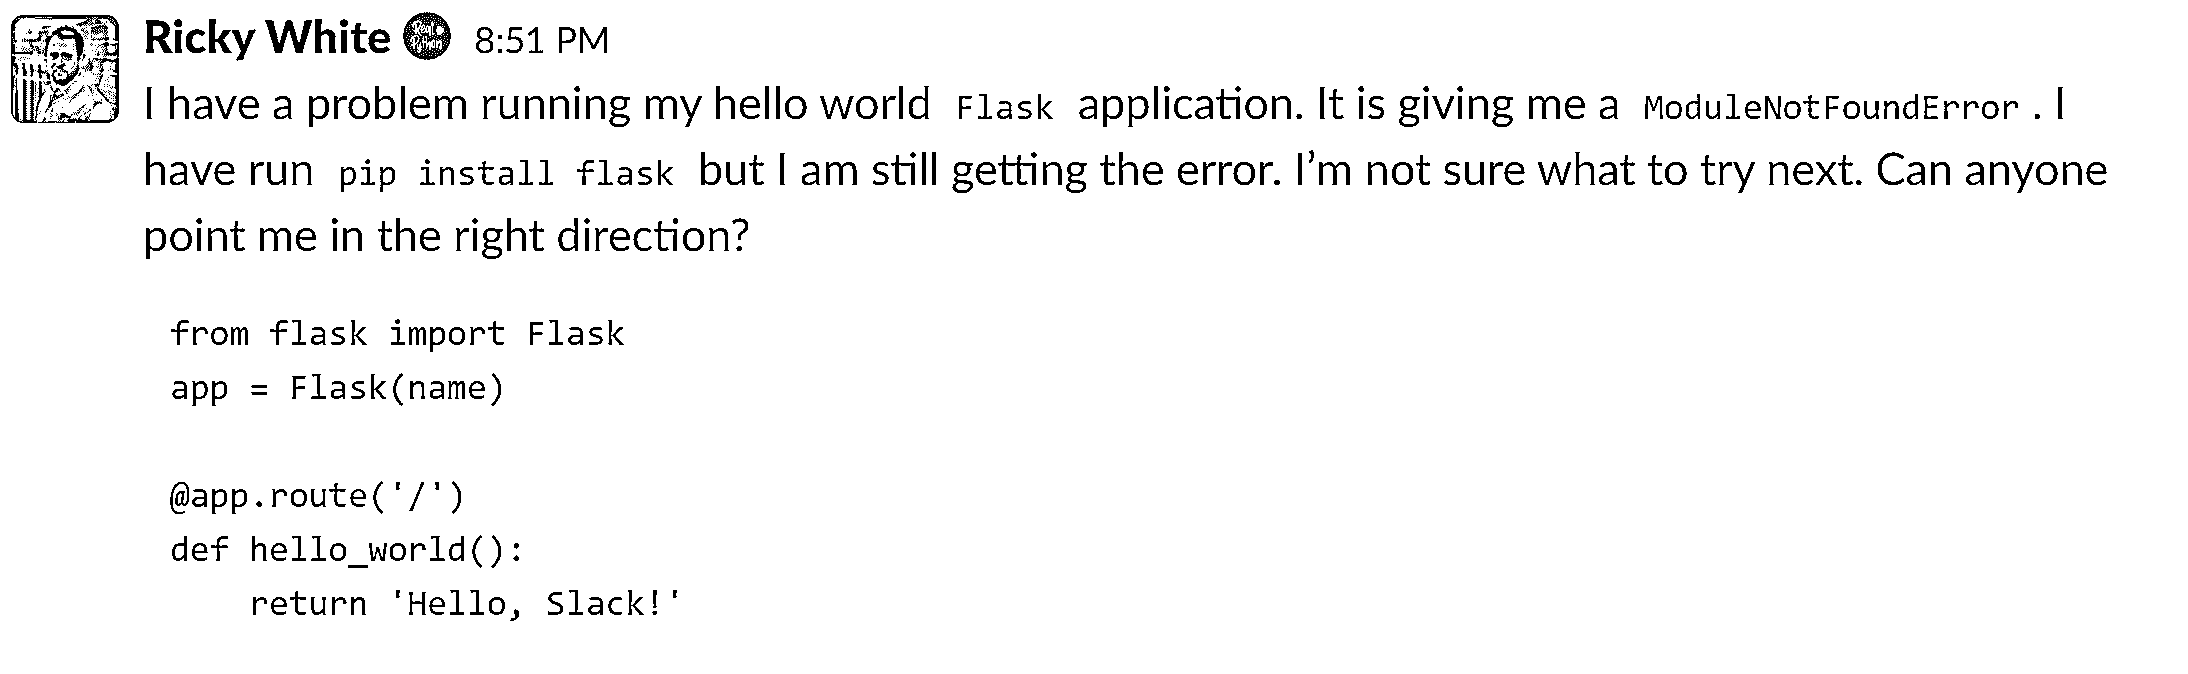 Ricky White 8:51 PM
I have a problem running my hello world Flask application. It is giving me a ModuleNotFoundError. I
have run pip install flask but I am still getting the error. I’m not sure what to try next. Can anyone
point me in the right direction?
from flask import Flask
app = Flask(name)
@app.route('/')
def hello_world():
    return 'Hello, Slack!'